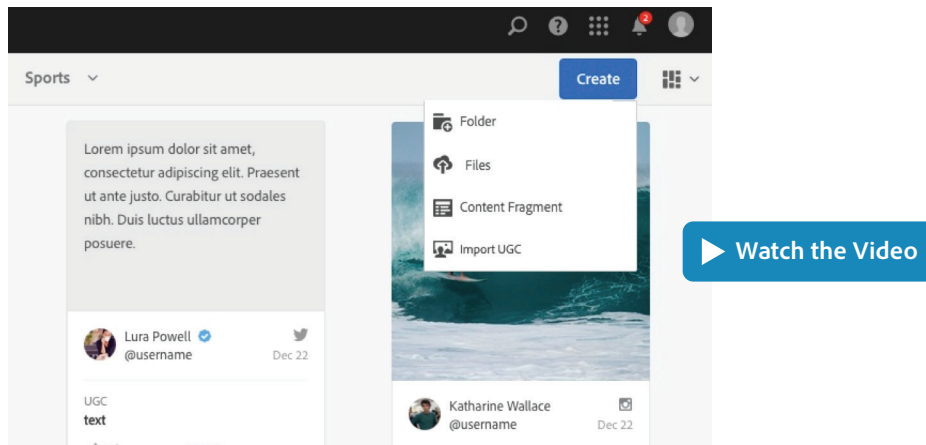 2
Sports
Create
Folder
Files
Content Fragment
Import UGC
Lorem ipsum dolor sit amet,
consectetur adipiscing elit. Praesent
ut ante justo. Curabitur ut sodales
nibh. Duis luctus ullamcorper
posuere.
Watch the Video
Lura Powell
@username
Dec 22
UGC
text
Katharine Wallace
@username
Dec 22